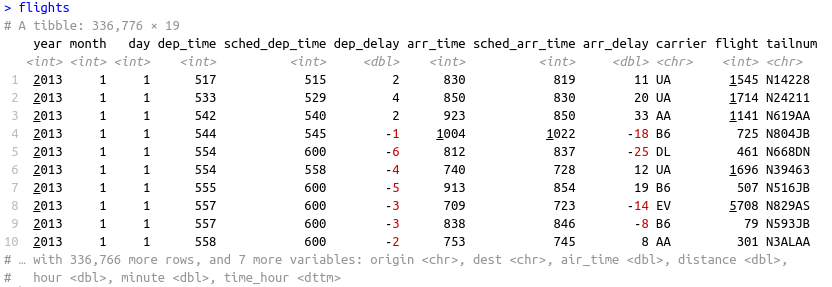 > flights
# A tibble: 336,776 × 19
year month day dep_time sched_dep_time dep_delay arr_time sched_arr_time arr_delay carrier flight tailnum
<int> <int> <int> <int> <int> <dbl> <int> <int> <dbl> <chr> <int> <chr>
1 2013 1 1 517 515 2 830 819 11 UA 1545 N14228
2 2013 1 1 533 529 4 850 830 20 UA 1714 N24211
3 2013 1 1 542 540 2 923 850 33 AA 1141 N619AA
4 2013 1 1 544 545 -1 1004 1022 -18 B6 725 N804JB
5 2013 1 1 554 600 -6 812 837 -25 DL 461 N668DN
6 2013 1 1 554 558 -4 740 728 12 UA 1696 N39463
7 2013 1 1 555 600 -5 913 854 19 B6 507 N516JB
8 2013 1 1 557 600 -3 709 723 -14 EV 5708 N829AS
9 2013 1 1 557 600 -3 838 846 -8 B6 79 N593JB
10 2013 1 1 558 600 -2 753 745 8 AA 301 N3ALAA
# … with 336,766 more rows, and 7 more variables: origin <chr>, dest <chr>, air_time <dbl>, distance <dbl>,
# hour <dbl>, minute <dbl>, time_hour <dttm>